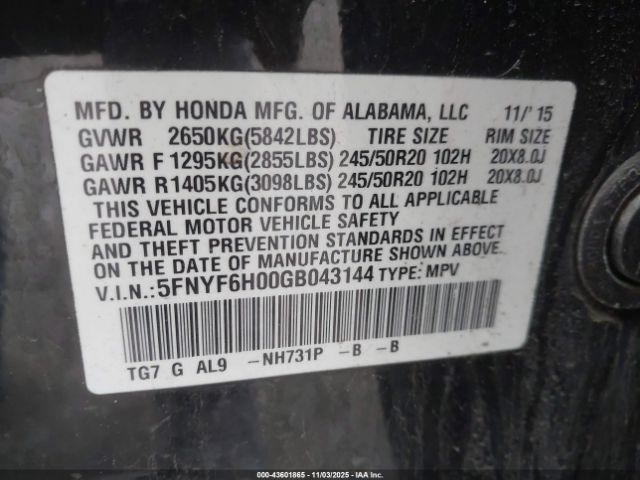 MFD. BY HONDA MFG. OF ALABAMA, LLC 11/'15
GVWR 2650KG(5842LBS) TIRE SIZE RIM SIZE
GAWR F 1295KG(2855LBS) 245/50R20 102H 20X8.0J
GAWR R1405KG(3098LBS) 245/50R20 102H 20X8.0J
THIS VEHICLE CONFORMS TO ALL APPLICABLE
FEDERAL MOTOR VEHICLE SAFETY
AND THEFT PREVENTION STANDARDS IN EFFECT
ON THE DATE OF MANUFACTURE SHOWN ABOVE.
V.I.N.:5FNYF6H00GB043144 TYPE: MPV
TG7 G AL9 -NH731P -B -B
00-43601865 - 11/03/2025 - IAA Inc.